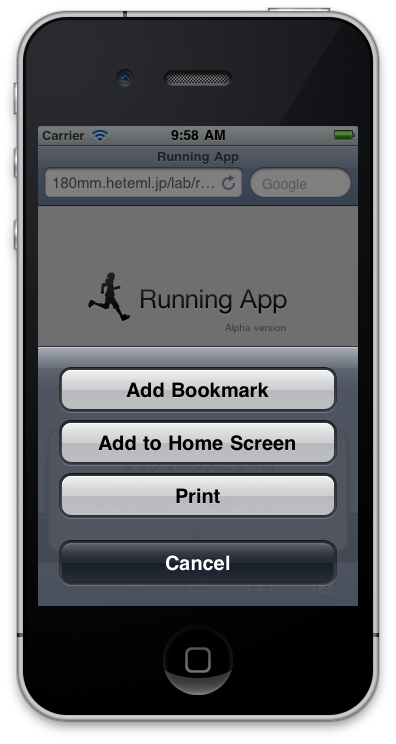 Carrier 9:58 AM
Running App
180mm.heteml.jp/lab/r... Google
Running App
Alpha version
Add Bookmark
Add to Home Screen
Print
Cancel